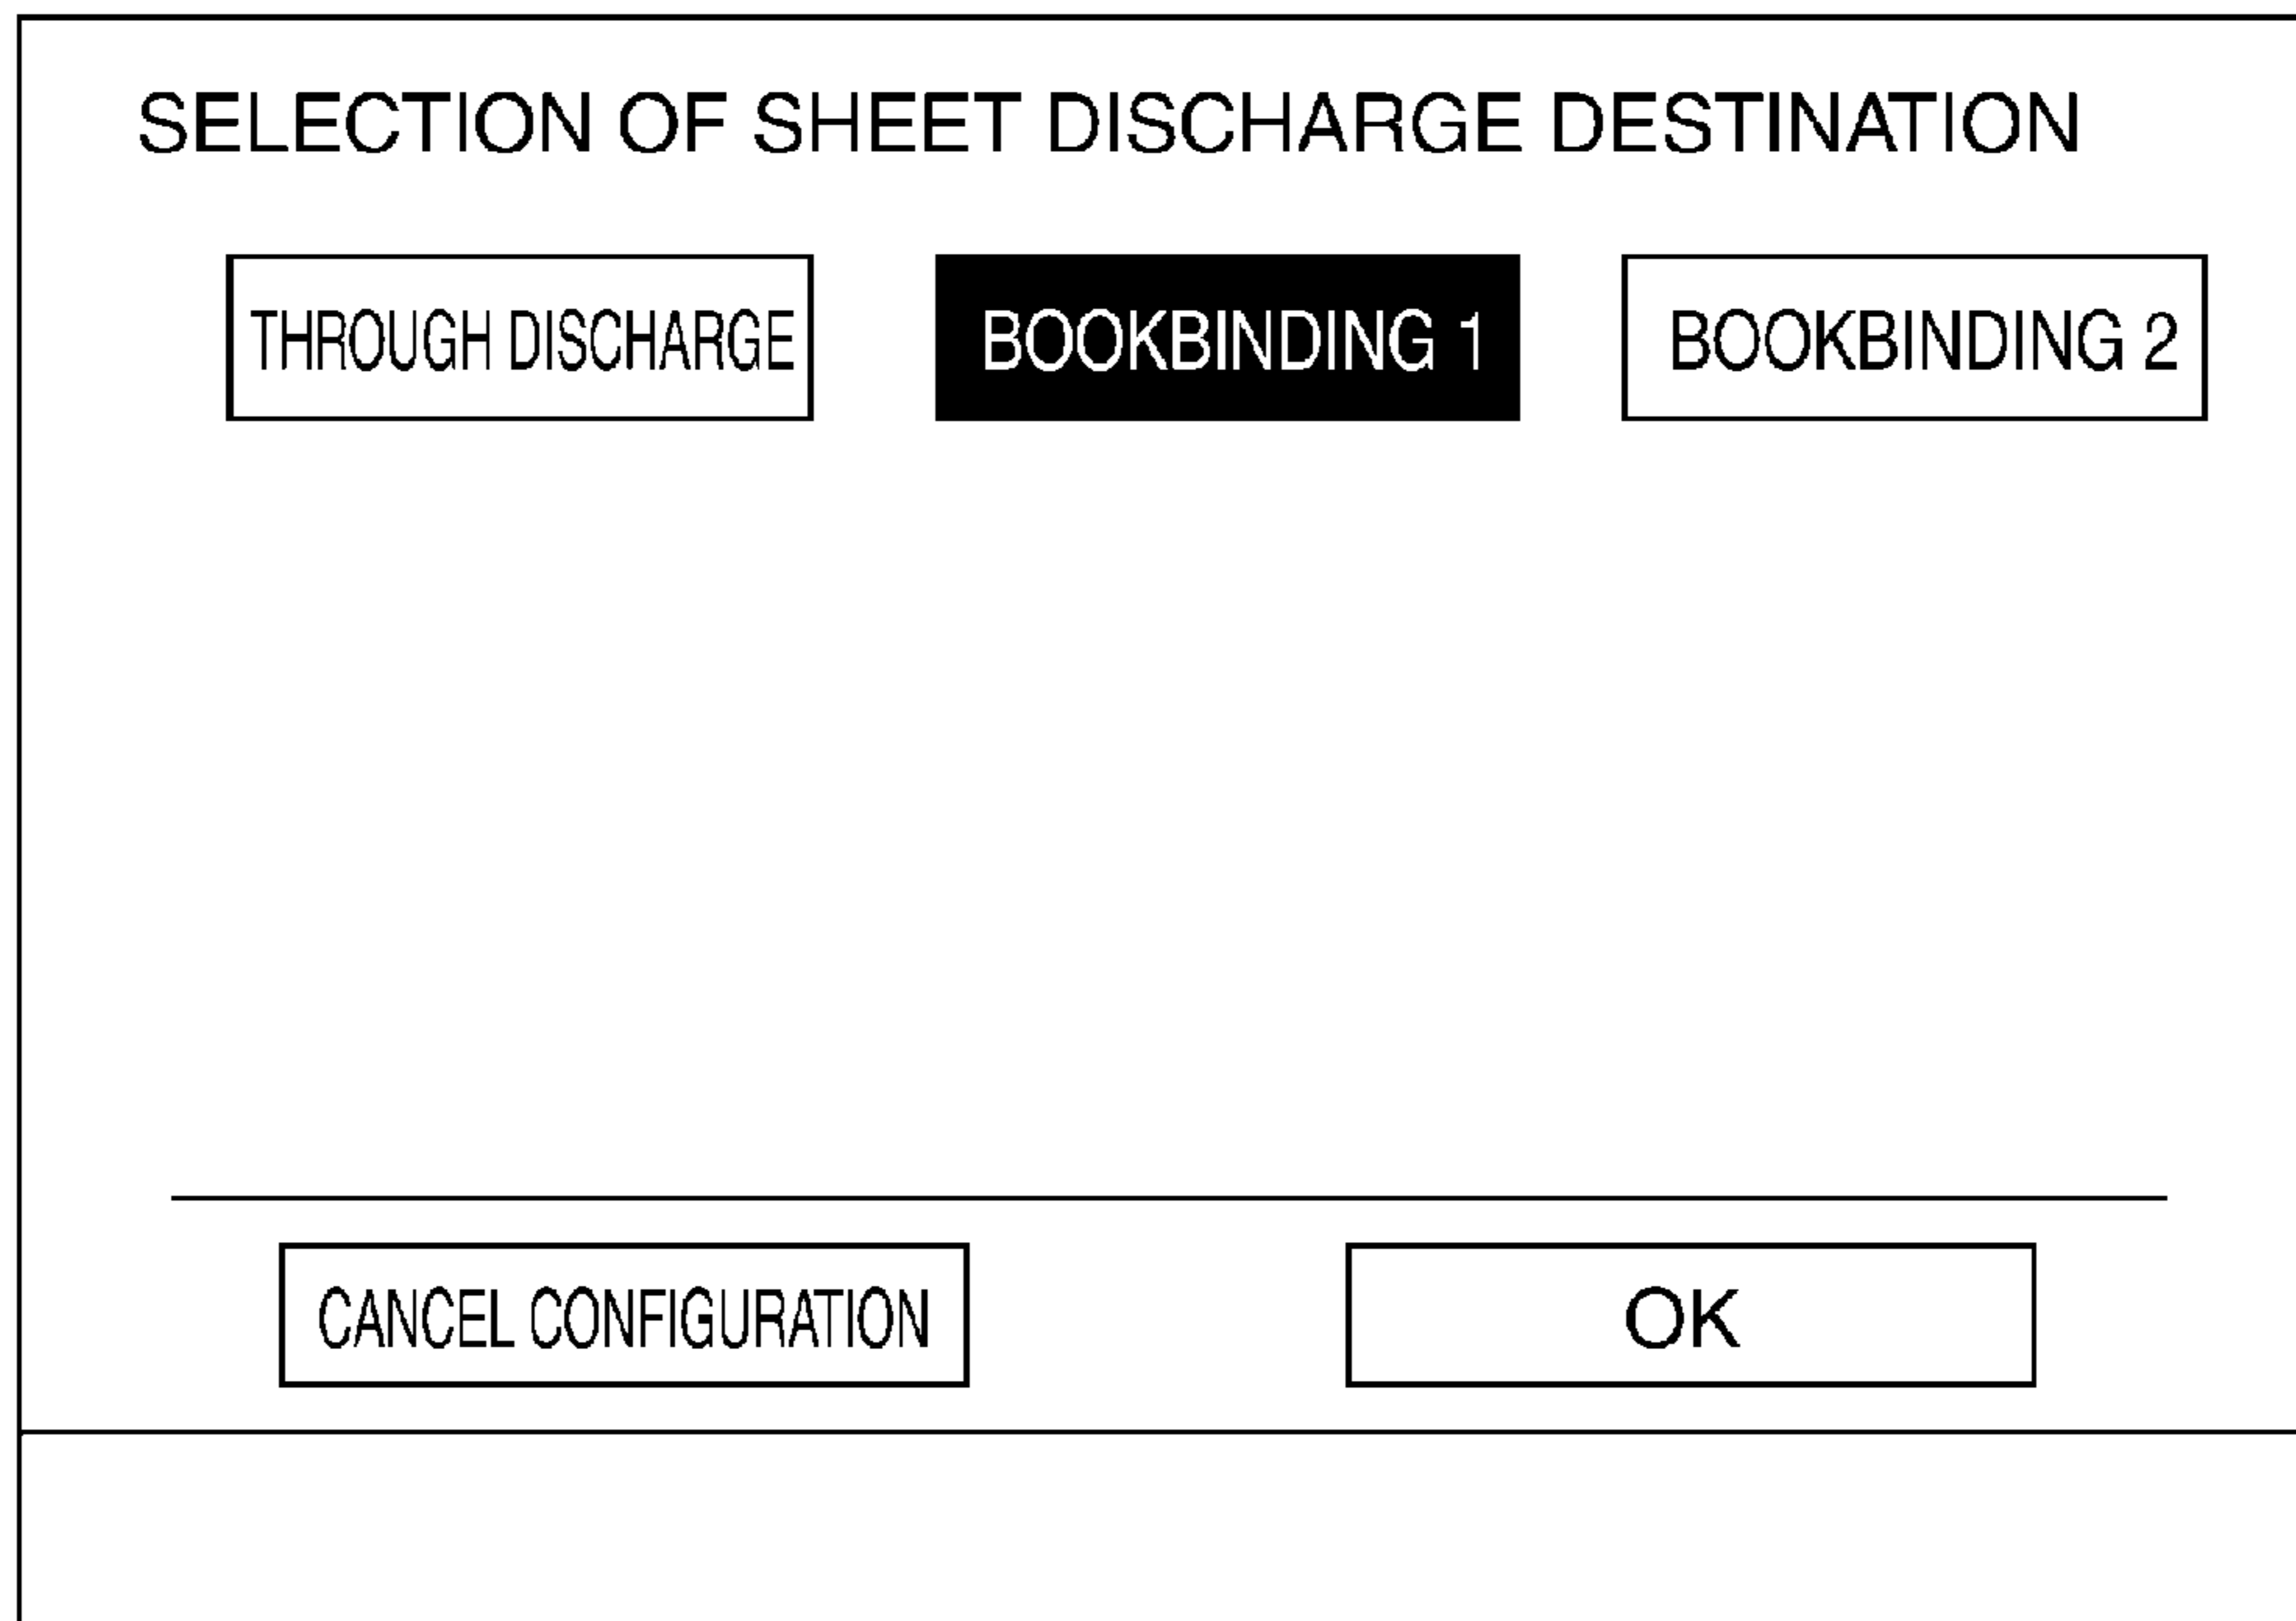 SELECTION OF SHEET DISCHARGE DESTINATION
THROUGH DISCHARGE BOOKBINDING 1 BOOKBINDING 2
CANCEL CONFIGURATION OK